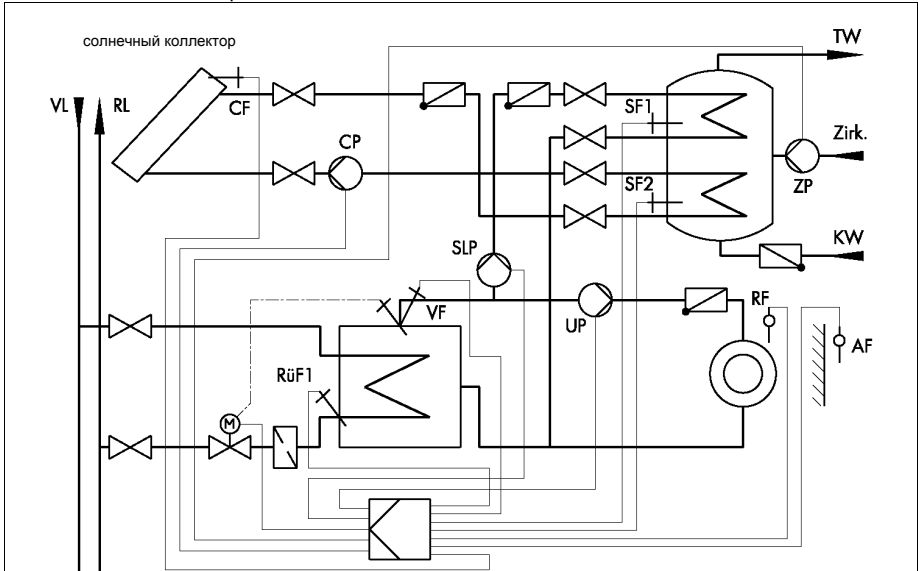 солнечный коллектор
TW
VL
RL
CF
SF1
Zirk.
CP
ZP
SF2
KW
SLP
VF
UP
RF
AF
RüF1
M